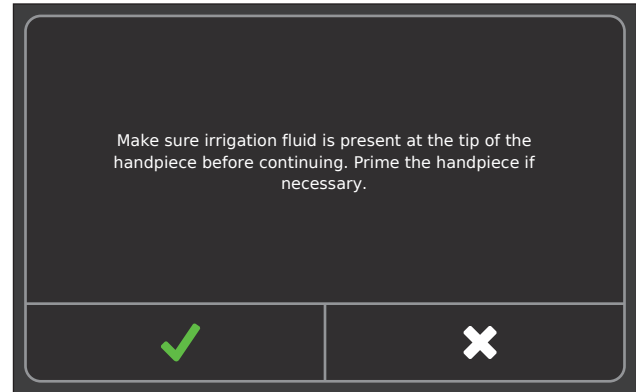 Make sure irrigation fluid is present at the tip of the
handpiece before continuing. Prime the handpiece if
necessary.